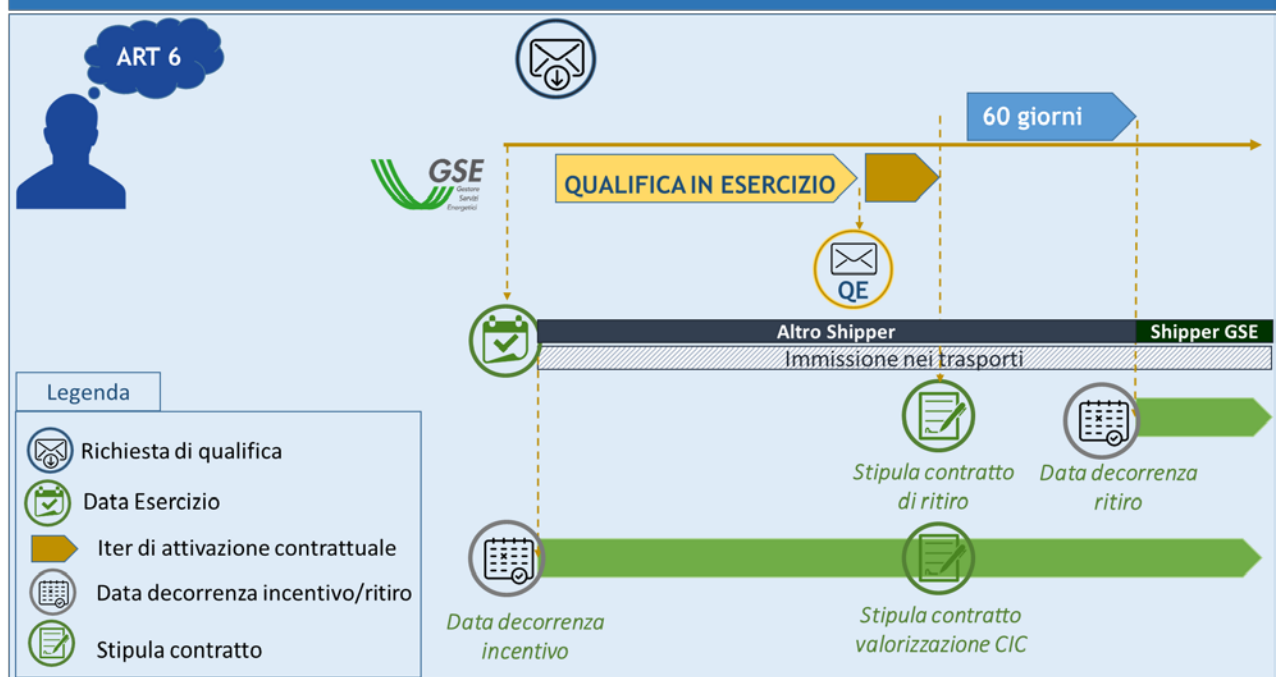 ART 6
60 giorni
GSE
Gestore
Servizi
Energetici
QUALIFICA IN ESERCIZIO
QE
Altro Shipper
Shipper GSE
Immissione nei trasporti
Stipula contratto
di ritiro
Data decorrenza
ritiro
Data decorrenza
incentivo
Stipula contratto
valorizzazione CIC
Legenda
Richiesta di qualifica
Data Esercizio
Iter di attivazione contrattuale
Data decorrenza incentivo/ritiro
Stipula contratto